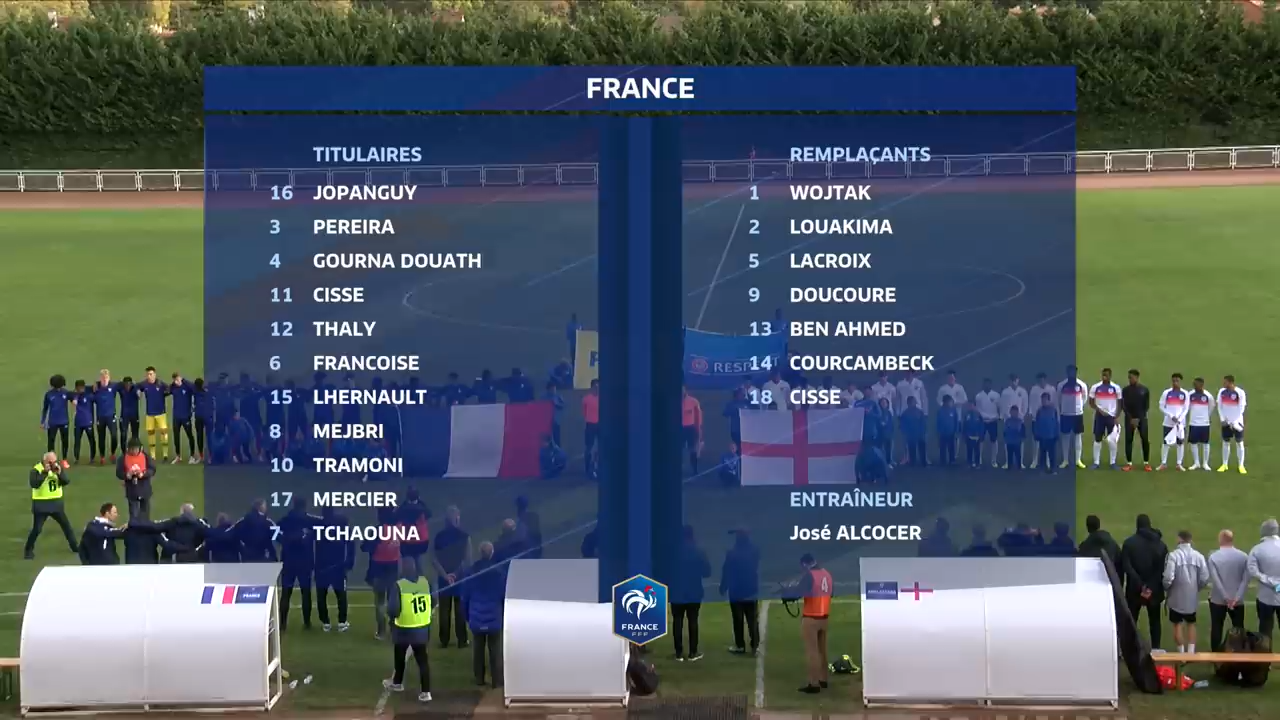 FRANCE
TITULAIRES
16 JOPANGUY
3 PEREIRA
4 GOURNA DOUATH
11 CISSE
12 THALY
6 FRANCOISE
15 LHERNAULT
8 MEJBRI
10 TRAMONI
17 MERCIER
7 TCHAOUNA
REMPLAÇANTS
1 WOJTAK
2 LOUAKIMA
5 LACROIX
9 DOUCOURE
13 BEN AHMED
14 COURCAMBECK
18 CISSE
ENTRAÎNEUR
José ALCOCER
RESPECT
6
15
4
FRANCE
FFF